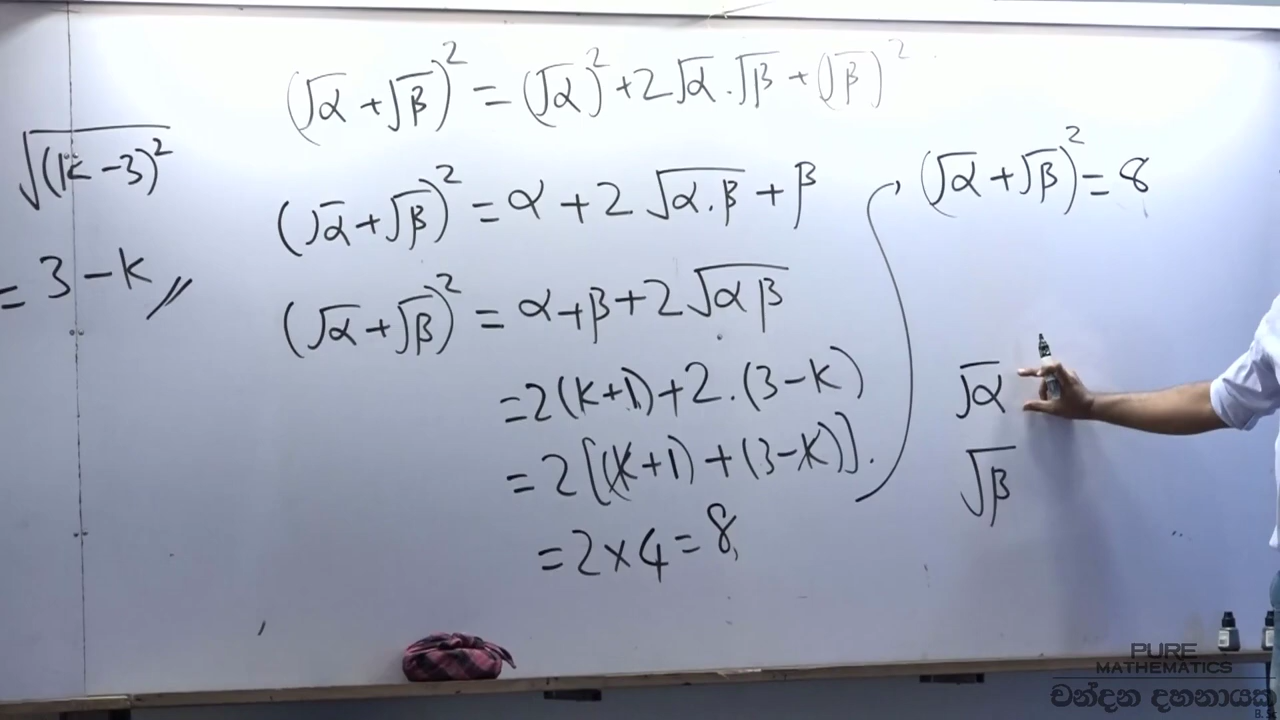 √(k-3)²
= 3-k //
(√α+√β)² = (√α)² + 2√α.√β + (√β)²
(√α+√β)² = α + 2√α.β + β
(√α+√β)² = α+β+2√αβ
= 2(k+1)+2.(3-k)
= 2[(k+1)+(3-k)].
= 2×4 = 8,
(√α+√β)² = 8
√α
√β
PURE
MATHEMATICS
චන්දන දහනායක
B.Sc